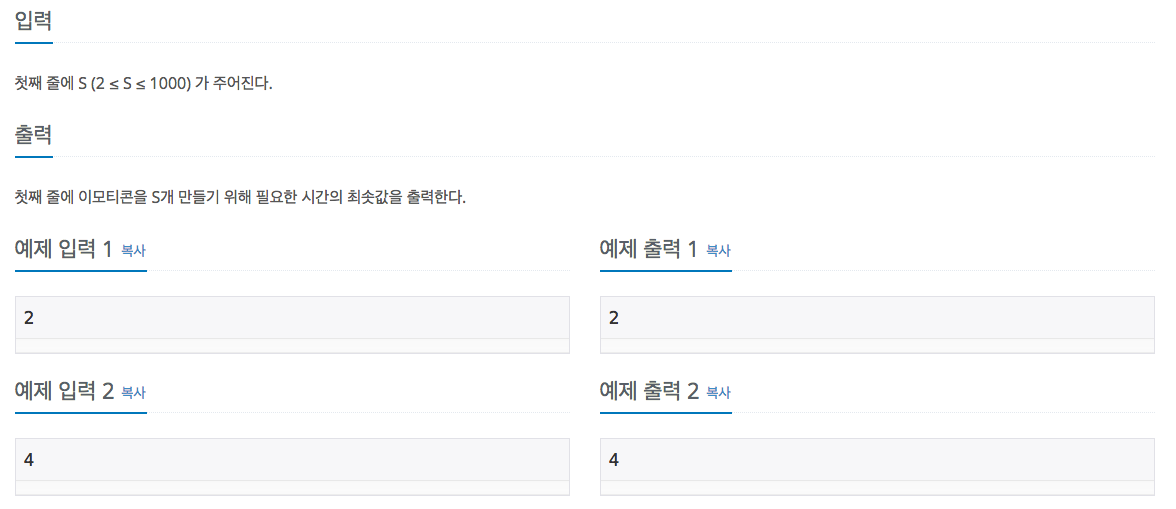 입력
첫째 줄에 S (2 ≤ S ≤ 1000) 가 주어진다.
출력
첫째 줄에 이모티콘을 S개 만들기 위해 필요한 시간의 최솟값을 출력한다.
예제 입력 1 복사
2
예제 출력 1 복사
2
예제 입력 2 복사
4
예제 출력 2 복사
4